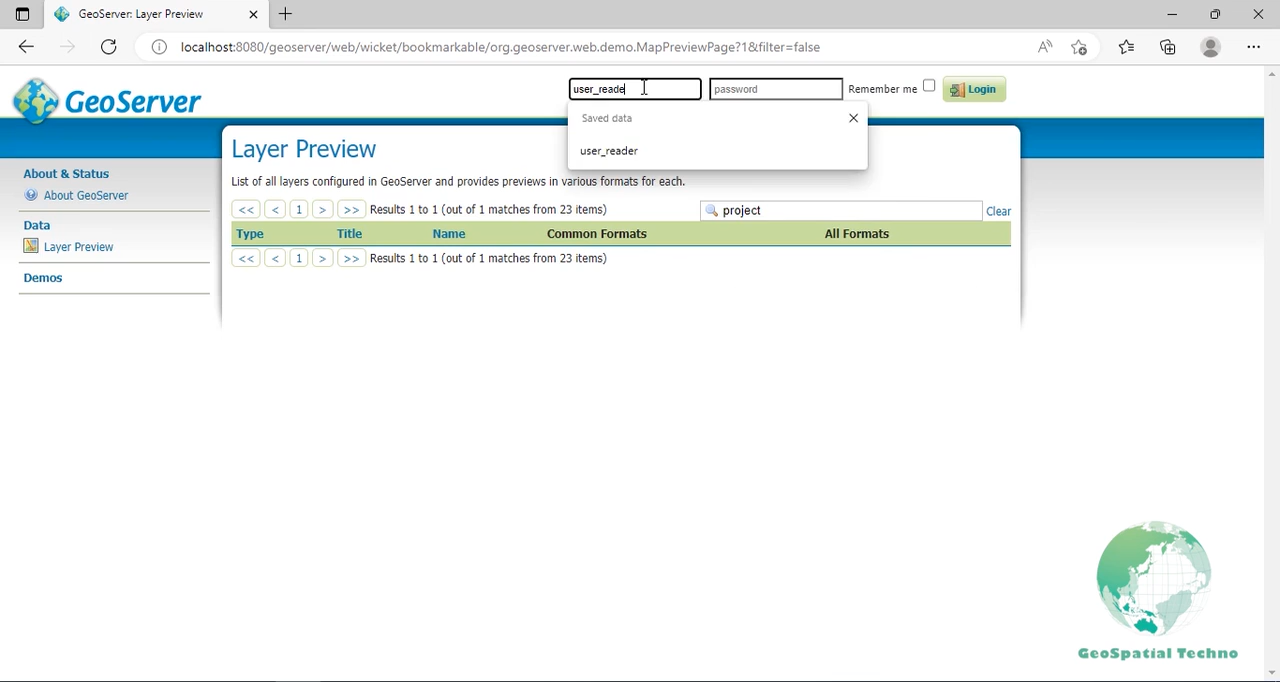 GeoServer: Layer Preview
localhost:8080/geoserver/web/wicket/bookmarkable/org.geoserver.web.demo.MapPreviewPage?1&filter=false
GeoServer
user_reade
password
Remember me
Login
Saved data
user_reader
About & Status
About GeoServer
Data
Layer Preview
Demos
Layer Preview
List of all layers configured in GeoServer and provides previews in various formats for each.
<< < 1 > >> Results 1 to 1 (out of 1 matches from 23 items)
project
Clear
Type Title Name Common Formats All Formats
<< < 1 > >> Results 1 to 1 (out of 1 matches from 23 items)
GeoSpatial Techno